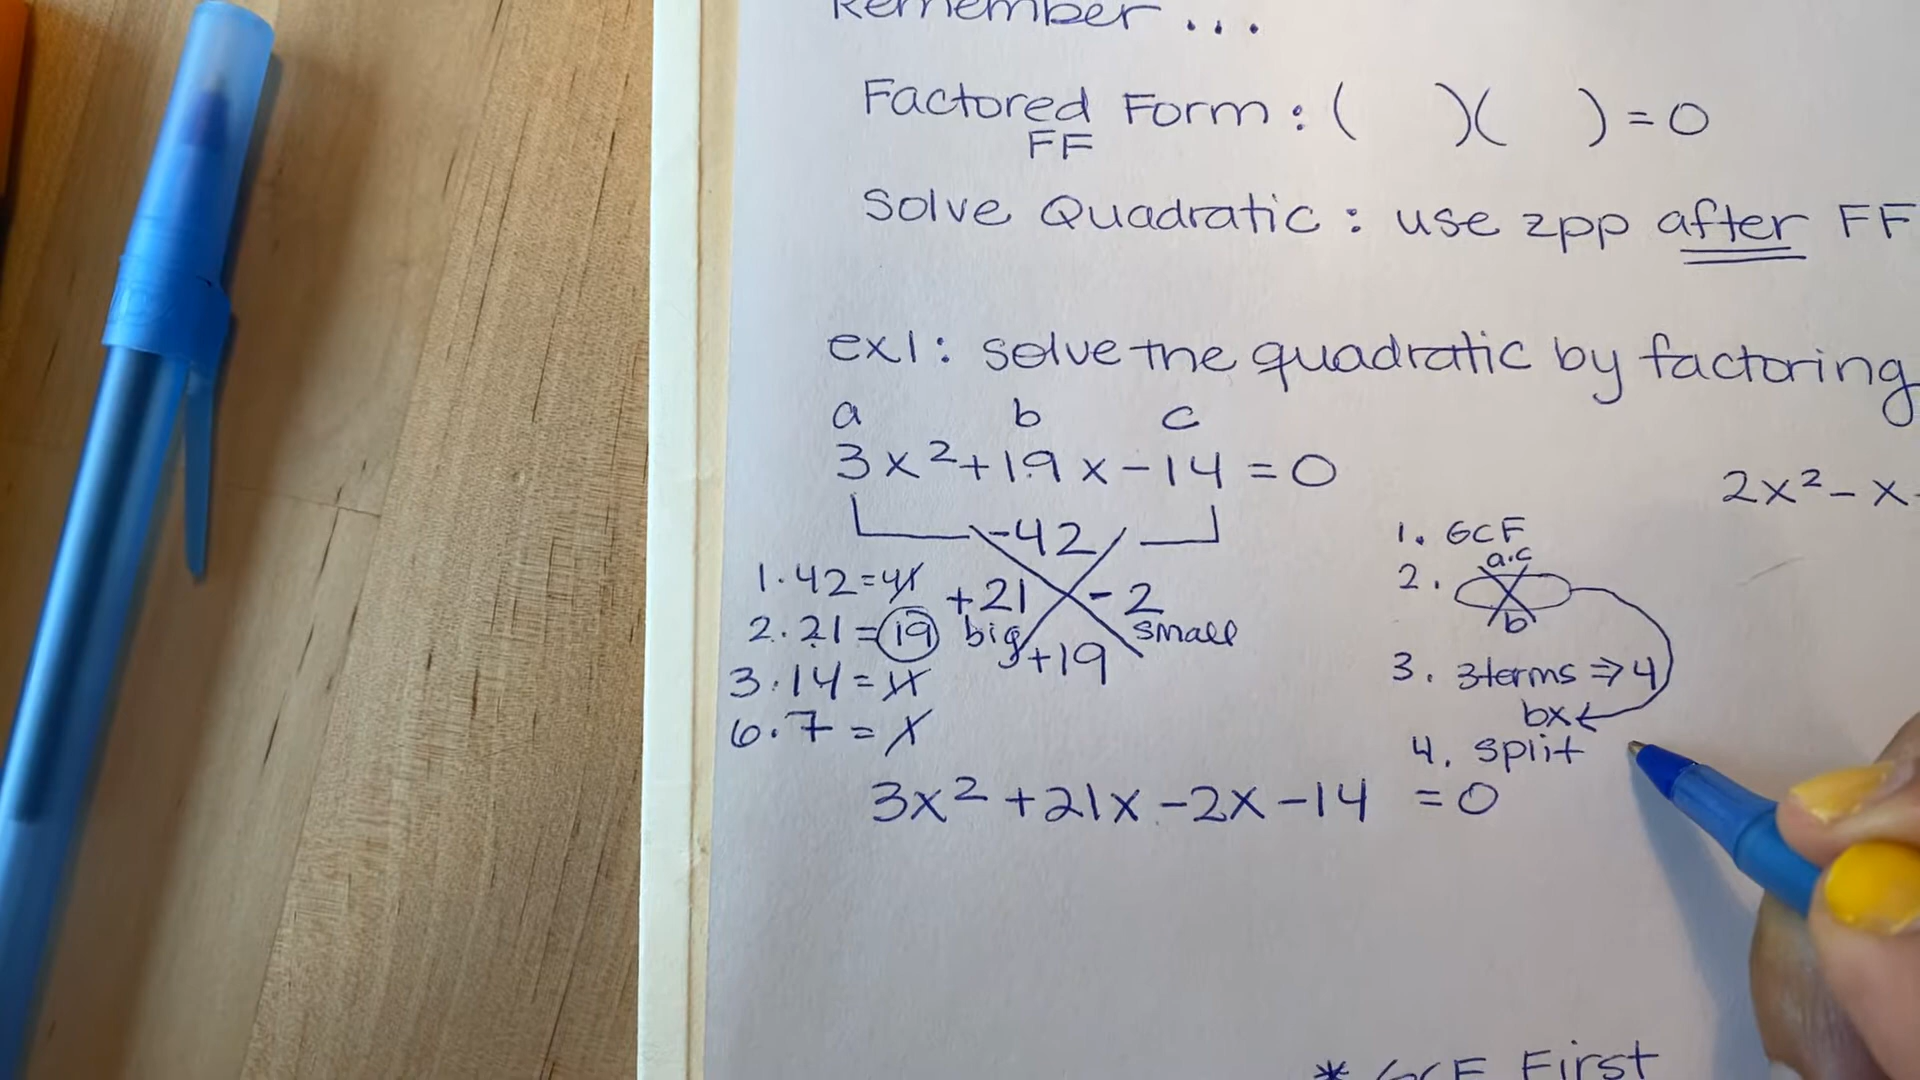 Remember ...
Factored Form : ( )( ) = 0
FF
Solve Quadratic : use zpp after FF
ex1 : solve the quadratic by factoring
a b c
3x²+19x-14=0
2x²-x-
-42
1·42=41
+21 -2
2·21=19
big small
+19
3·14=11
6·7=1
1. GCF
a·c
2.
b
3. 3terms ⇒ 4
bx
4. split
3x²+21x-2x-14 =0
* GCF First